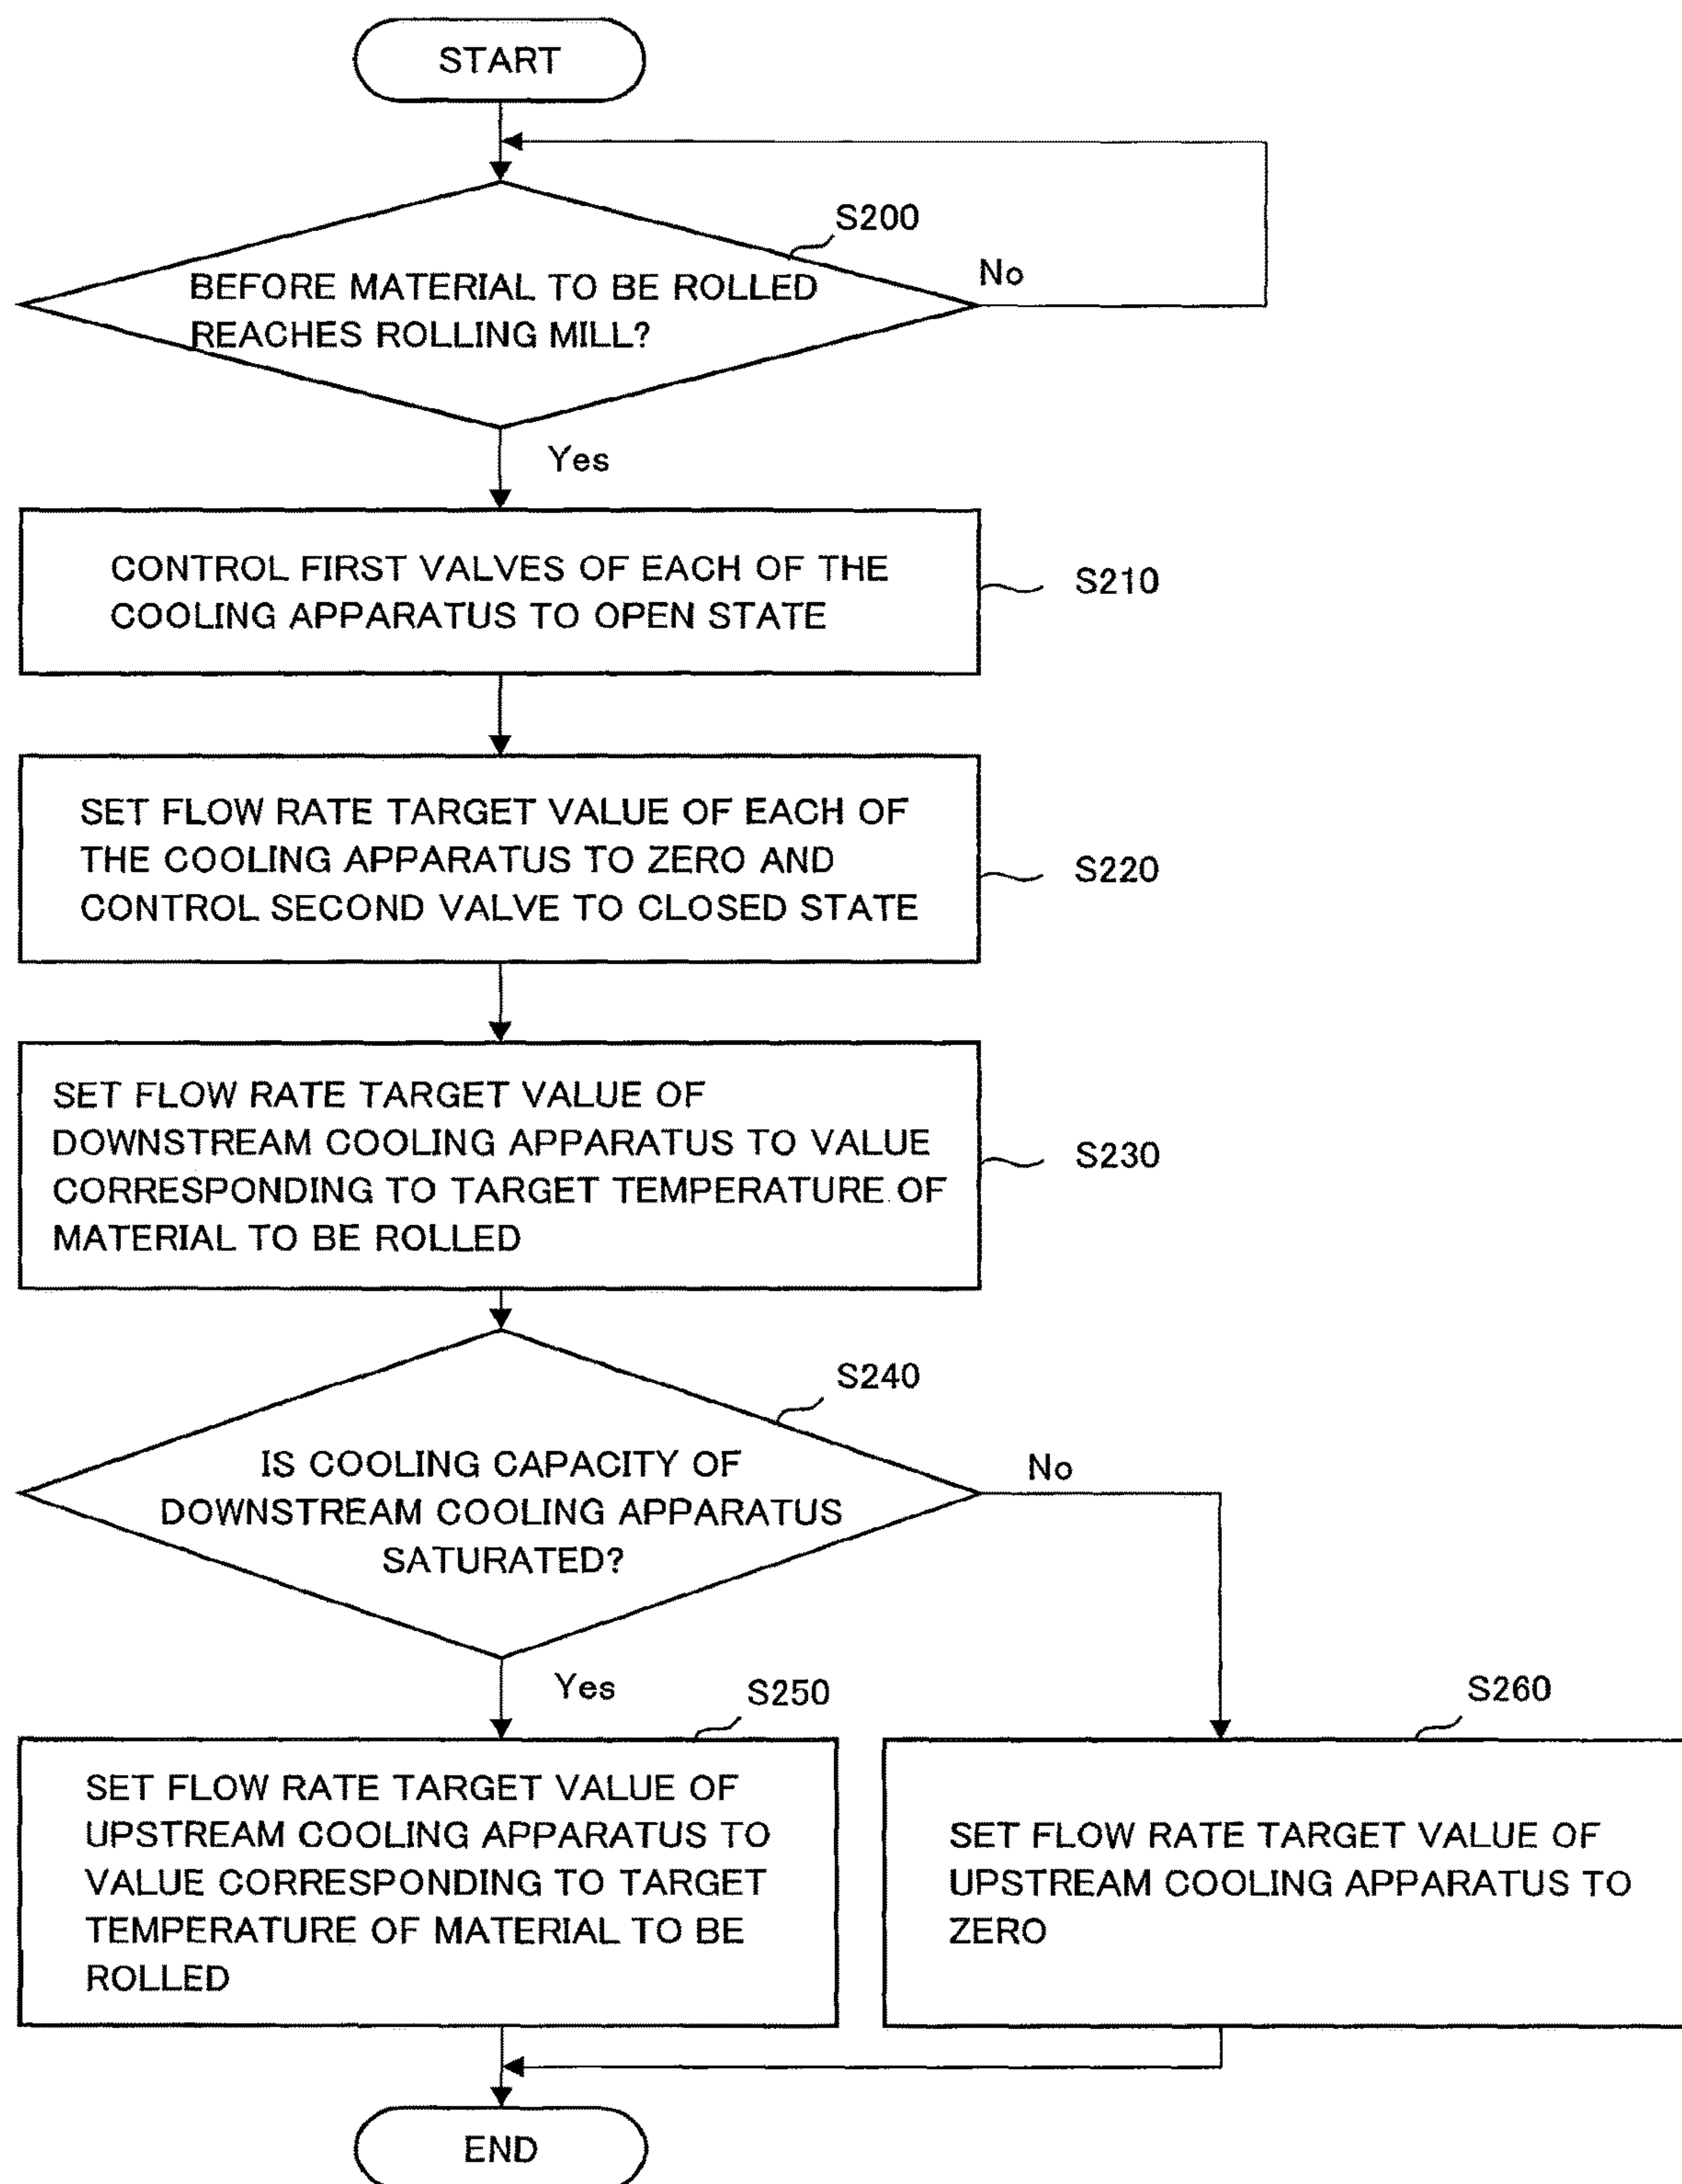 START
S200
BEFORE MATERIAL TO BE ROLLED
REACHES ROLLING MILL?
No
Yes
CONTROL FIRST VALVES OF EACH OF THE
COOLING APPARATUS TO OPEN STATE
S210
SET FLOW RATE TARGET VALUE OF EACH OF
THE COOLING APPARATUS TO ZERO AND
CONTROL SECOND VALVE TO CLOSED STATE
S220
SET FLOW RATE TARGET VALUE OF
DOWNSTREAM COOLING APPARATUS TO VALUE
CORRESPONDING TO TARGET TEMPERATURE OF
MATERIAL TO BE ROLLED
S230
S240
IS COOLING CAPACITY OF
DOWNSTREAM COOLING APPARATUS
SATURATED?
No
Yes
S250
SET FLOW RATE TARGET VALUE OF
UPSTREAM COOLING APPARATUS TO
VALUE CORRESPONDING TO TARGET
TEMPERATURE OF MATERIAL TO BE
ROLLED
S260
SET FLOW RATE TARGET VALUE OF
UPSTREAM COOLING APPARATUS TO
ZERO
END